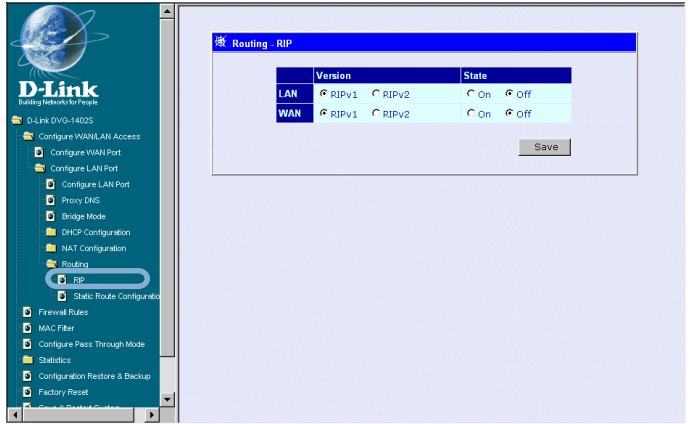 D-Link
Building Networks for People
D-Link DVG-1402S
Configure WAN/LAN Access
Configure WAN Port
Configure LAN Port
Configure LAN Port
Proxy DNS
Bridge Mode
DHCP Configuration
NAT Configuration
Routing
RIP
Static Route Configuratio
Firewall Rules
MAC Filter
Configure Pass Through Mode
Statistics
Configuration Restore & Backup
Factory Reset
Routing - RIP
Version State
LAN RIPv1 RIPv2 On Off
WAN RIPv1 RIPv2 On Off
Save